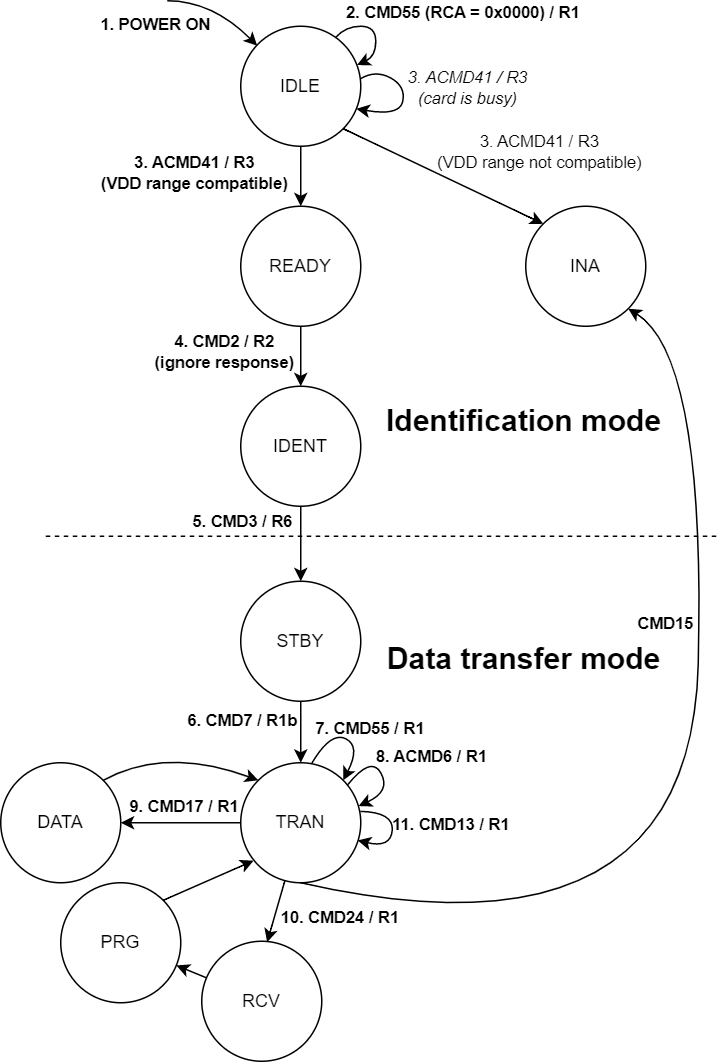 1. POWER ON
2. CMD55 (RCA = 0x0000) / R1
IDLE
3. ACMD41 / R3
(card is busy)
3. ACMD41 / R3
(VDD range compatible)
3. ACMD41 / R3
(VDD range not compatible)
READY
INA
4. CMD2 / R2
(ignore response)
IDENT
Identification mode
5. CMD3 / R6
STBY
CMD15
Data transfer mode
6. CMD7 / R1b
7. CMD55 / R1
8. ACMD6 / R1
DATA
9. CMD17 / R1
TRAN
11. CMD13 / R1
10. CMD24 / R1
PRG
RCV